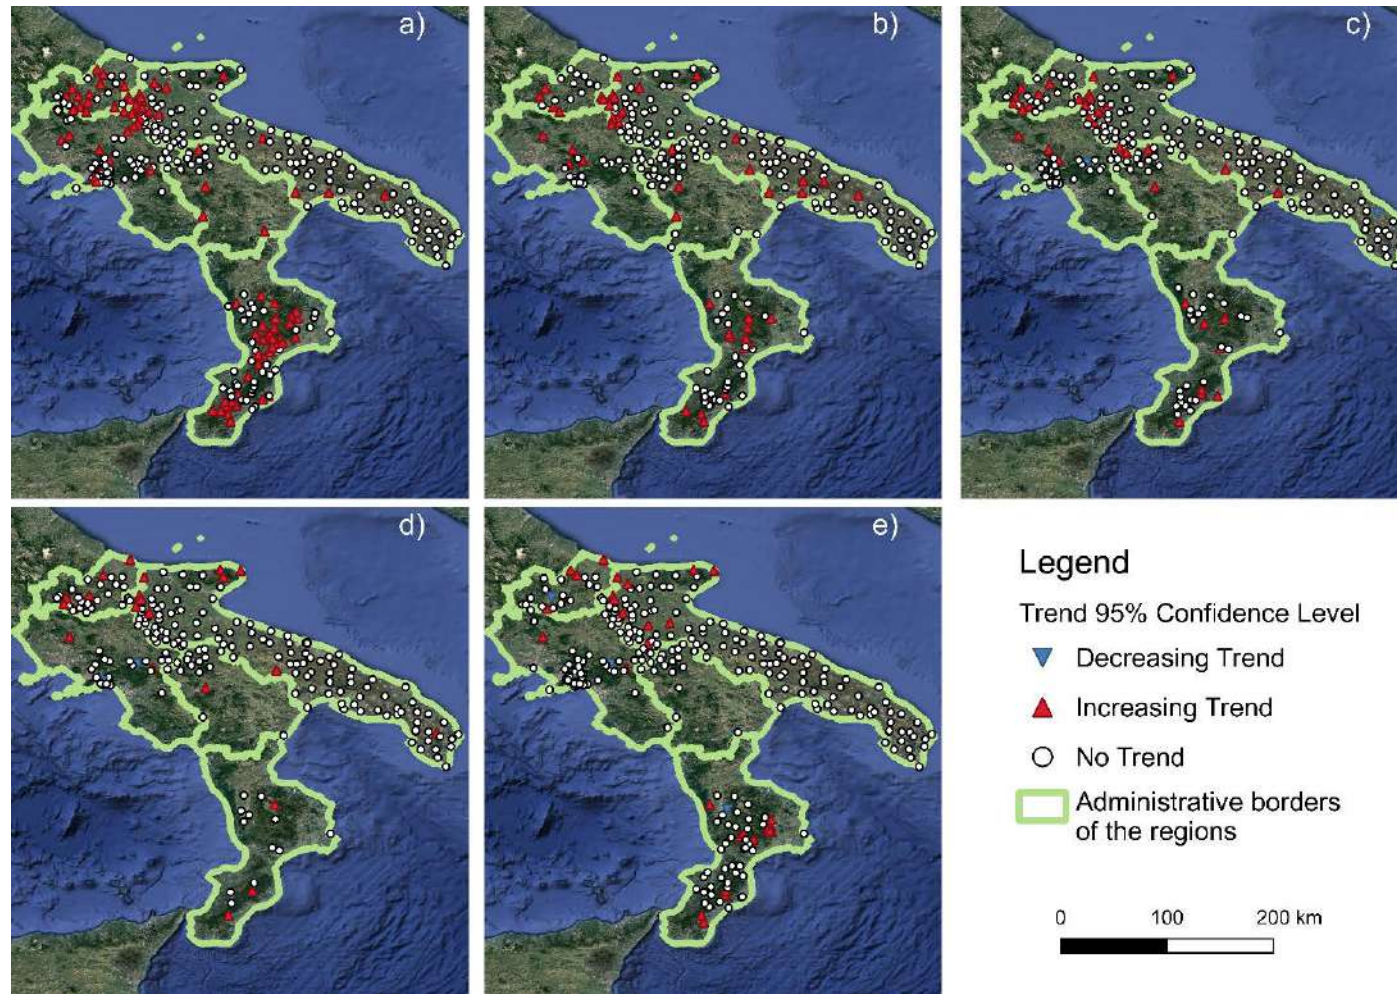 a)
b)
c)
d)
e)
Legend
Trend 95% Confidence Level
Decreasing Trend
Increasing Trend
No Trend
Administrative borders
of the regions
0 100 200 km